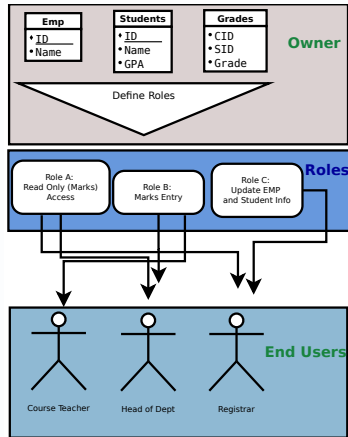 Emp
ID
Name
Students
ID
Name
GPA
Grades
CID
SID
Grade
Owner
Define Roles
Roles
Role A:
Read Only (Marks)
Access
Role B:
Marks Entry
Role C:
Update EMP
and Student Info
End Users
Course Teacher
Head of Dept
Registrar